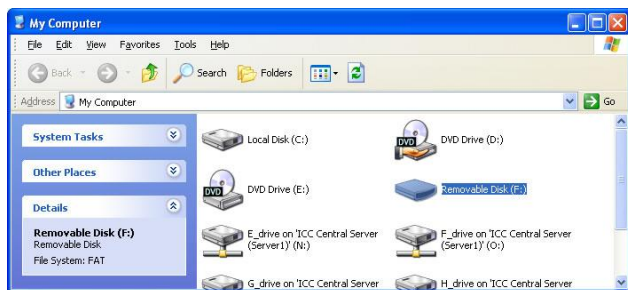 My Computer
File Edit View Favorites Tools Help
Back Search Folders
Address My Computer Go
System Tasks
Other Places
Details
Removable Disk (F:)
Removable Disk
File System: FAT
Local Disk (C:)
DVD Drive (D:)
DVD
DVD Drive (E:)
DVD
Removable Disk (F:)
E_drive on 'ICC Central Server
(Server1)' (N:)
F_drive on 'ICC Central Server
(Server1)' (O:)
G_drive on 'ICC Central Server
H_drive on 'ICC Central Server